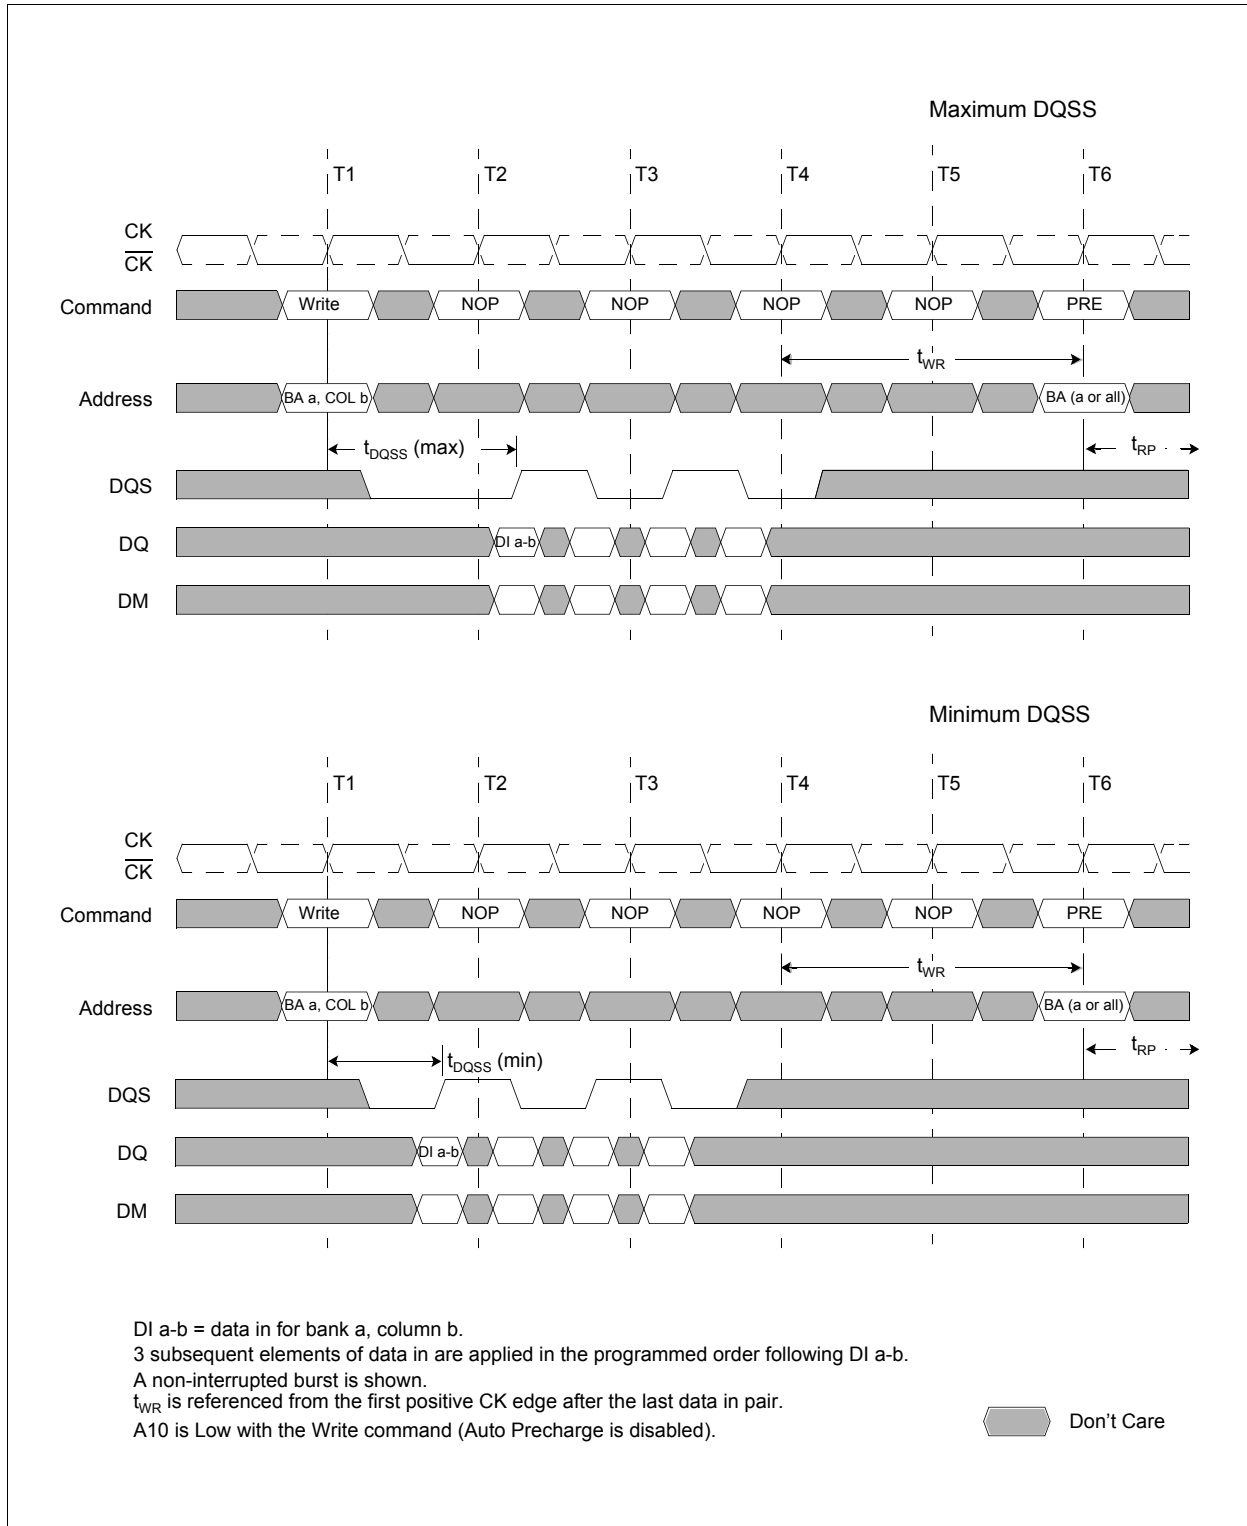 Maximum DQSS
T1 T2 T3 T4 T5 T6
CK
CK
Command Write NOP NOP NOP NOP PRE
tWR
Address BA a, COL b BA (a or all)
tDQSS (max) tRP
DQS
DQ DI a-b
DM
Minimum DQSS
T1 T2 T3 T4 T5 T6
CK
CK
Command Write NOP NOP NOP NOP PRE
tWR
Address BA a, COL b BA (a or all)
tDQSS (min) tRP
DQS
DQ DI a-b
DM
DI a-b = data in for bank a, column b.
3 subsequent elements of data in are applied in the programmed order following DI a-b.
A non-interrupted burst is shown.
tWR is referenced from the first positive CK edge after the last data in pair.
A10 is Low with the Write command (Auto Precharge is disabled).
Don't Care